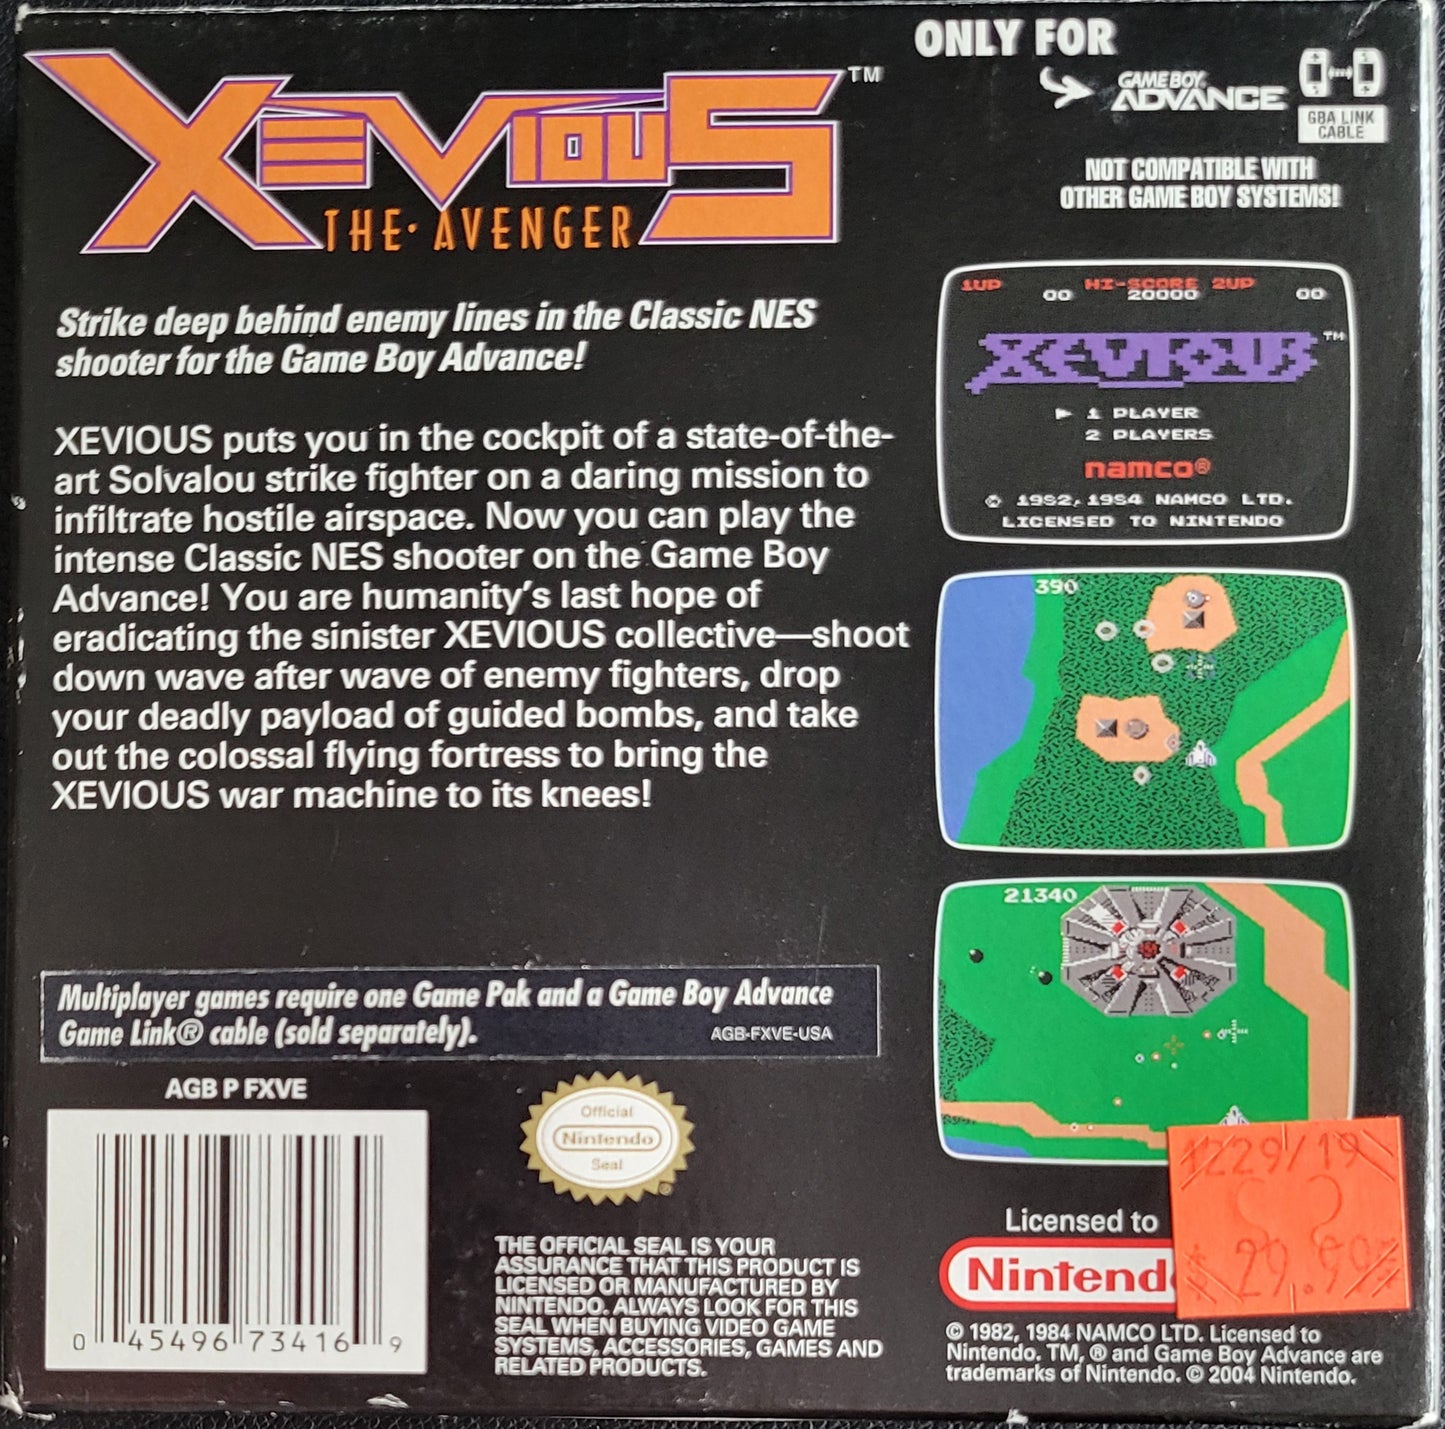 XEVIOUS™
THE·AVENGER
Strike deep behind enemy lines in the Classic NES
shooter for the Game Boy Advance!
XEVIOUS puts you in the cockpit of a state-of-the-
art Solvalou strike fighter on a daring mission to
infiltrate hostile airspace. Now you can play the
intense Classic NES shooter on the Game Boy
Advance! You are humanity's last hope of
eradicating the sinister XEVIOUS collective—shoot
down wave after wave of enemy fighters, drop
your deadly payload of guided bombs, and take
out the colossal flying fortress to bring the
XEVIOUS war machine to its knees!
Multiplayer games require one Game Pak and a Game Boy Advance
Game Link® cable (sold separately).
AGB-FXVE-USA
AGB P FXVE
0 45496 73416 9
Official
Nintendo
Seal
®
THE OFFICIAL SEAL IS YOUR
ASSURANCE THAT THIS PRODUCT IS
LICENSED OR MANUFACTURED BY
NINTENDO. ALWAYS LOOK FOR THIS
SEAL WHEN BUYING VIDEO GAME
SYSTEMS, ACCESSORIES, GAMES AND
RELATED PRODUCTS.
ONLY FOR
GAME BOY
ADVANCE
GBA LINK
CABLE
NOT COMPATIBLE WITH
OTHER GAME BOY SYSTEMS!
1UP HI-SCORE 2UP
00 20000 00
XEVIOUS™
1 PLAYER
2 PLAYERS
namco®
© 1982, 1984 NAMCO LTD.
LICENSED TO NINTENDO
390
21340
Licensed to
Nintend
$ 29.99
© 1982, 1984 NAMCO LTD. Licensed to
Nintendo. TM, ® and Game Boy Advance are
trademarks of Nintendo. © 2004 Nintendo.